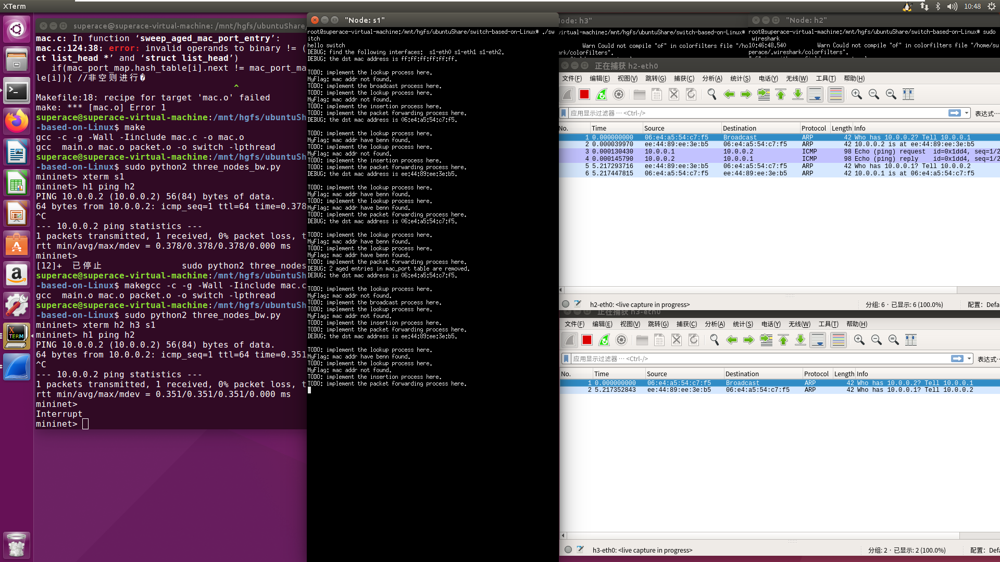 XTerm
10:48
superace@superace-virtual-machine: /mnt/hgfs/ubuntuShare/
mac.c: In function ‘sweep_aged_mac_port_entry’:
mac.c:124:38: error: invalid operands to binary != (
ct list_head *’ and ‘struct list_head’)
if(mac_port_map.hash_table[i].next != mac_port_ma
le[i]){ //非空则进行�
^
Makefile:18: recipe for target 'mac.o' failed
make: *** [mac.o] Error 1
superace@superace-virtual-machine:/mnt/hgfs/ubuntuSh
-based-on-Linux$ make
gcc -c -g -Wall -Iinclude mac.c -o mac.o
gcc  main.o mac.o packet.o -o switch -lpthread
superace@superace-virtual-machine:/mnt/hgfs/ubuntuSh
-based-on-Linux$ sudo python2 three_nodes_bw.py
mininet> xterm s1
mininet> h1 ping h2
PING 10.0.0.2 (10.0.0.2) 56(84) bytes of data.
64 bytes from 10.0.0.2: icmp_seq=1 ttl=64 time=0.378
^C
--- 10.0.0.2 ping statistics ---
1 packets transmitted, 1 received, 0% packet loss, t
rtt min/avg/max/mdev = 0.378/0.378/0.378/0.000 ms
mininet>
[12]+  已停止               sudo python2 three_nodes
superace@superace-virtual-machine:/mnt/hgfs/ubuntuSh
-based-on-Linux$ makegcc -c -g -Wall -Iinclude mac.c
gcc  main.o mac.o packet.o -o switch -lpthread
superace@superace-virtual-machine:/mnt/hgfs/ubuntuSh
-based-on-Linux$ sudo python2 three_nodes_bw.py
mininet> xterm h2 h3 s1
mininet> h1 ping h2
PING 10.0.0.2 (10.0.0.2) 56(84) bytes of data.
64 bytes from 10.0.0.2: icmp_seq=1 ttl=64 time=0.351
^C
--- 10.0.0.2 ping statistics ---
1 packets transmitted, 1 received, 0% packet loss, t
rtt min/avg/max/mdev = 0.351/0.351/0.351/0.000 ms
mininet>
Interrupt
mininet>
"Node: s1"
root@superace-virtual-machine:/mnt/hgfs/ubuntuShare/switch-based-on-Linux# ./sw
itch
hello switch
DEBUG: find the following interfaces:  s1-eth0 s1-eth1 s1-eth2.
DEBUG: the dst mac address is ff:ff:ff:ff:ff:ff.
TODO: implement the lookup process here.
MyFlag: mac addr not found.
TODO: implement the broadcast process here.
TODO: implement the lookup process here.
MyFlag: mac addr not found.
TODO: implement the insertion process here.
TODO: implement the packet forwarding process here.
DEBUG: the dst mac address is 06:e4:a5:54:c7:f5.
TODO: implement the lookup process here.
MyFlag: mac addr have benn found.
TODO: implement the lookup process here.
MyFlag: mac addr not found.
TODO: implement the insertion process here.
TODO: implement the packet forwarding process here.
DEBUG: the dst mac address is ee:44:89:ee:3e:b5.
TODO: implement the lookup process here.
MyFlag: mac addr have benn found.
TODO: implement the lookup process here.
MyFlag: mac addr have benn found.
TODO: implement the packet forwarding process here.
DEBUG: the dst mac address is 06:e4:a5:54:c7:f5.
TODO: implement the lookup process here.
MyFlag: mac addr have benn found.
TODO: implement the lookup process here.
MyFlag: mac addr have benn found.
TODO: implement the packet forwarding process here.
DEBUG: 2 aged entries in mac_port table are removed.
DEBUG: the dst mac address is 06:e4:a5:54:c7:f5.
TODO: implement the lookup process here.
MyFlag: mac addr not found.
TODO: implement the broadcast process here.
TODO: implement the lookup process here.
MyFlag: mac addr not found.
TODO: implement the insertion process here.
TODO: implement the packet forwarding process here.
DEBUG: the dst mac address is ee:44:89:ee:3e:b5.
TODO: implement the lookup process here.
MyFlag: mac addr have benn found.
TODO: implement the lookup process here.
MyFlag: mac addr not found.
TODO: implement the insertion process here.
TODO: implement the packet forwarding process here.
Node: h3"
virtual-machine:/mnt/hgfs/ubuntuShare/switch-based-on-Linux#
Warn Could not compile "of" in colorfilters file "/ho
ark/colorfilters".
"Node: h2"
root@superace-virtual-machine:/mnt/hgfs/ubuntuShare/switch-based-on-Linux# sudo
wireshark
10:46:48.540          Warn Could not compile "of" in colorfilters file "/home/su
perace/.wireshark/colorfilters".
正在捕获 h2-eth0
文件(F) 编辑(E) 视图(V) 跳转(G) 捕获(C) 分析(A) 统计(S) 电话(Y) 无线(W) 工具(T) 帮助(H)
应用显示过滤器 … <Ctrl-/> 表达式…
No. Time Source Destination Protocol Length Info
1 0.000000000 06:e4:a5:54:c7:f5 Broadcast ARP 42 Who has 10.0.0.2? Tell 10.0.0.1
2 0.000039970 ee:44:89:ee:3e:b5 06:e4:a5:54:c7:f5 ARP 42 10.0.0.2 is at ee:44:89:ee:3e:b5
3 0.000130430 10.0.0.1 10.0.0.2 ICMP 98 Echo (ping) request  id=0x1dd4, seq=1/2
4 0.000145790 10.0.0.2 10.0.0.1 ICMP 98 Echo (ping) reply    id=0x1dd4, seq=1/2
5 5.217293716 ee:44:89:ee:3e:b5 06:e4:a5:54:c7:f5 ARP 42 Who has 10.0.0.1? Tell 10.0.0.2
6 5.217447815 06:e4:a5:54:c7:f5 ee:44:89:ee:3e:b5 ARP 42 10.0.0.1 is at 06:e4:a5:54:c7:f5
h2-eth0: <live capture in progress> 分组: 6 · 已显示: 6 (100.0%) 配置: Defa
正在捕获 h3-eth0
文件(F) 编辑(E) 视图(V) 跳转(G) 捕获(C) 分析(A) 统计(S) 电话(Y) 无线(W) 工具(T) 帮助(H)
应用显示过滤器 … <Ctrl-/> 表达式…
No. Time Source Destination Protocol Length Info
1 0.000000000 06:e4:a5:54:c7:f5 Broadcast ARP 42 Who has 10.0.0.2? Tell 10.0.0.1
2 5.217352843 ee:44:89:ee:3e:b5 06:e4:a5:54:c7:f5 ARP 42 Who has 10.0.0.1? Tell 10.0.0.2
h3-eth0: <live capture in progress> 分组: 2 · 已显示: 2 (100.0%) 配置: Defa
X
TERM